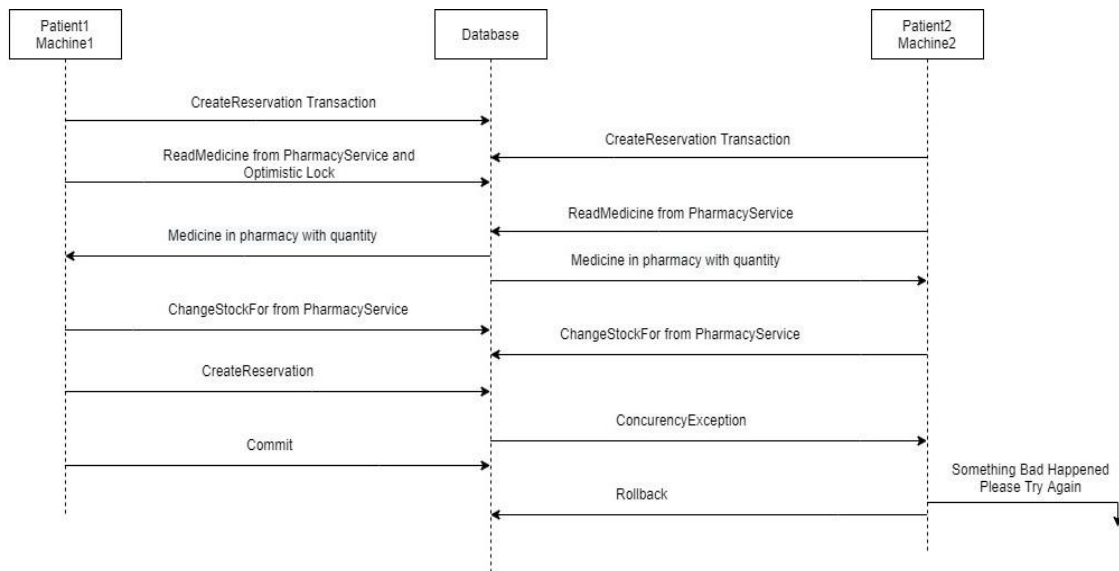 Patient1
Machine1
Database
Patient2
Machine2
CreateReservation Transaction
CreateReservation Transaction
ReadMedicine from PharmacyService and
Optimistic Lock
ReadMedicine from PharmacyService
Medicine in pharmacy with quantity
Medicine in pharmacy with quantity
ChangeStockFor from PharmacyService
ChangeStockFor from PharmacyService
CreateReservation
ConcurencyException
Commit
Something Bad Happened
Please Try Again
Rollback